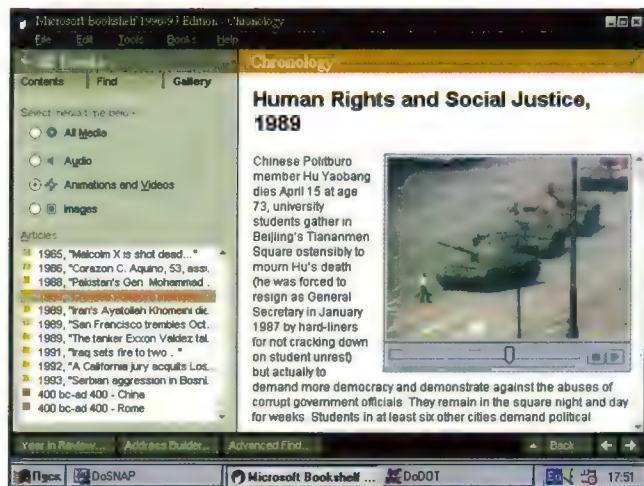 Microsoft Bookshelf 1996-97 Edition - Chronology
File Edit Tools Books Help
Chronology
Contents Find Gallery
Human Rights and Social Justice,
1989
Select media type below
All Media
Audio
Animations and Videos
Images
Articles
1965, "Malcolm X is shot dead..."
1986, "Corazon C. Aquino, 53, assu.
1988, "Pakistan's Gen. Mohammad .
1989, "Iran's Ayatollah Khomeini die.
1989, "San Francisco trembles Oct.
1989, "The tanker Exxon Valdez tal.
1991, "Iraq sets fire to two . "
1992, "A California jury acquits Los.
1993, "Serbian aggression in Bosni.
400 bc-ad 400 - China
400 bc-ad 400 - Rome
Chinese Politburo
member Hu Yaobang
dies April 15 at age
73, university
students gather in
Beijing's Tiananmen
Square ostensibly to
mourn Hu's death
(he was forced to
resign as General
Secretary in January
1987 by hard-liners
for not cracking down
on student unrest)
but actually to
demand more democracy and demonstrate against the abuses of
corrupt government officials. They remain in the square night and day
for weeks. Students in at least six other cities demand political
Year in Review... Address Builder... Advanced Find... Back
Пуск DoSNAP Microsoft Bookshelf ... DoDOT En 17:51